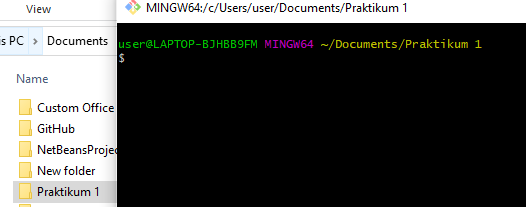 View
is PC
Documents
Name
Custom Office
GitHub
NetBeansProjec
New folder
Praktikum 1
MINGW64:/c/Users/user/Documents/Praktikum 1
user@LAPTOP-BJHBB9FM MINGW64 ~/Documents/Praktikum 1
$